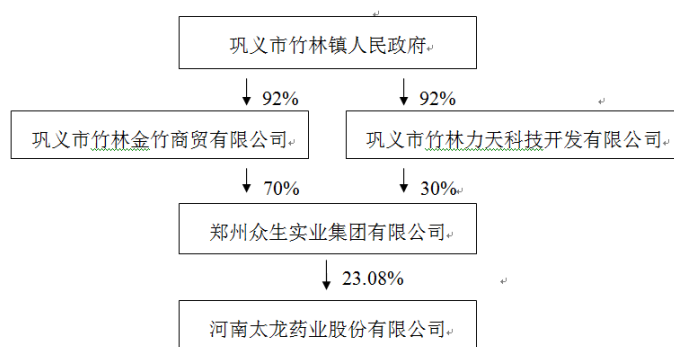 巩义市竹林镇人民政府
92% 92%
巩义市竹林金竹商贸有限公司 巩义市竹林力天科技开发有限公司
70% 30%
郑州众生实业集团有限公司
23.08%
河南太龙药业股份有限公司